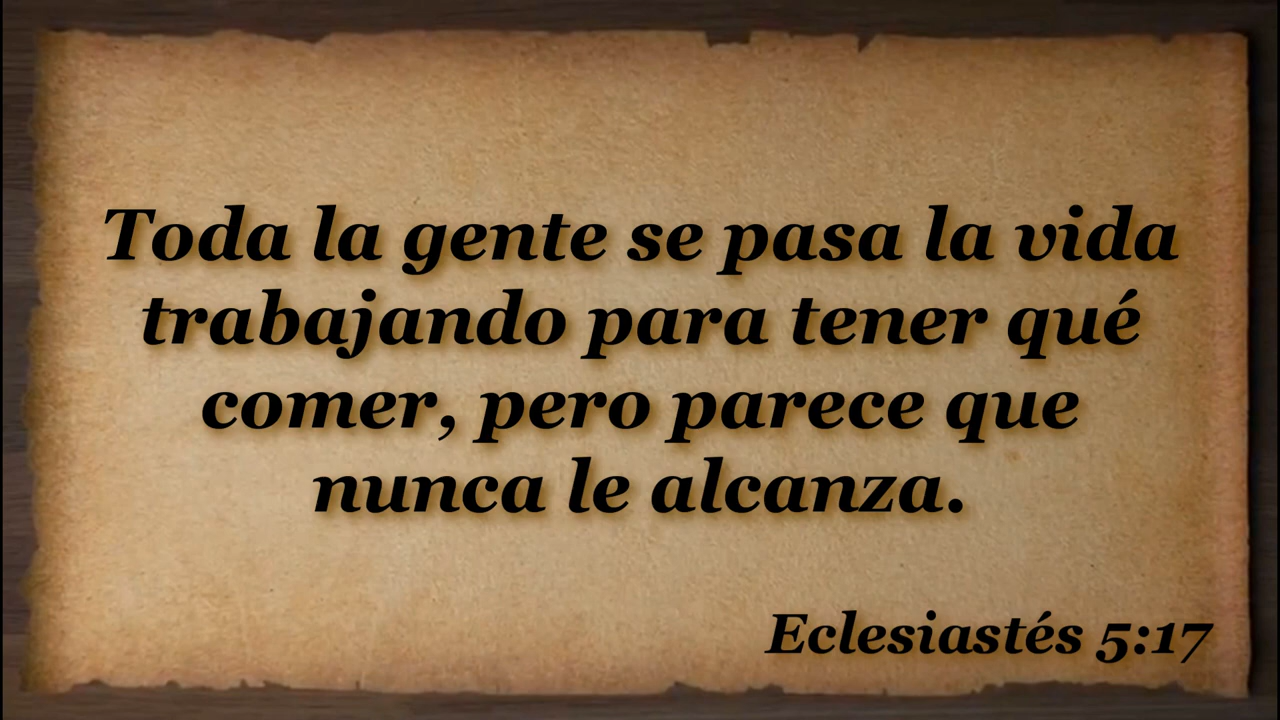 Toda la gente se pasa la vida
trabajando para tener qué
comer, pero parece que
nunca le alcanza.
Eclesiastés 5:17